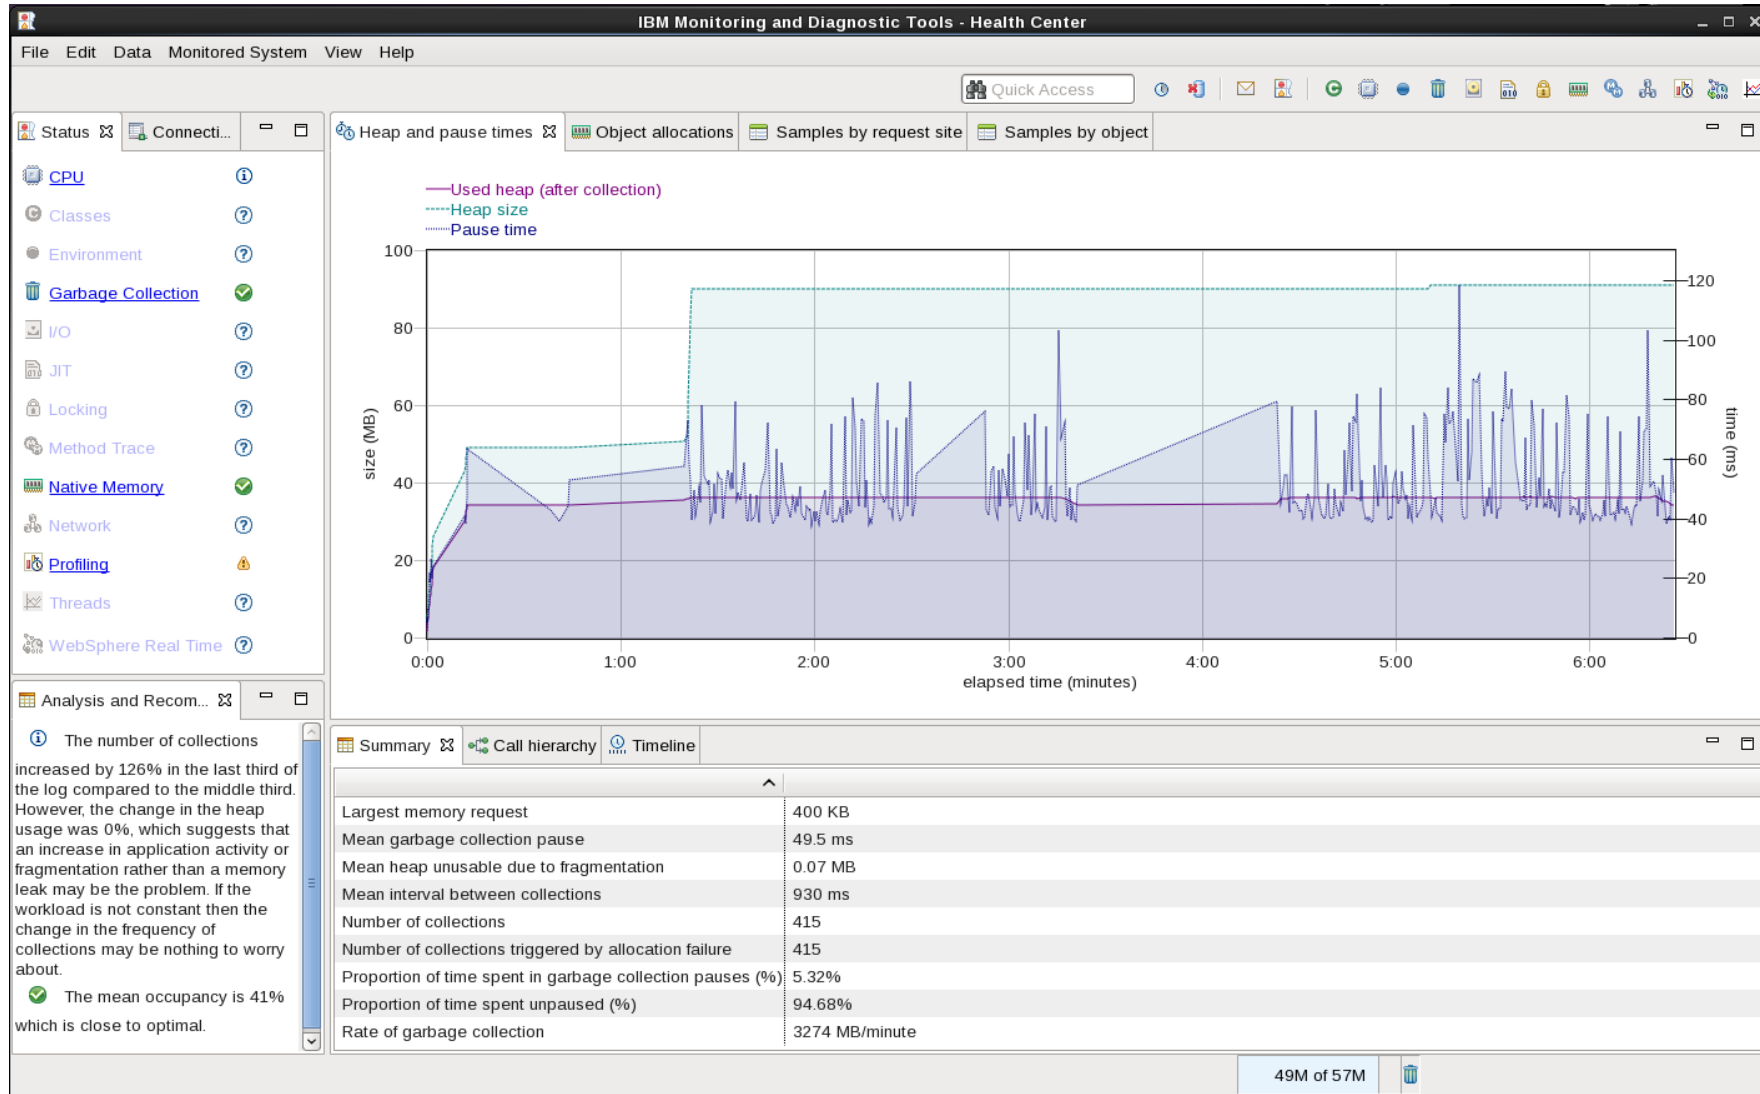 IBM Monitoring and Diagnostic Tools - Health Center
File Edit Data Monitored System View Help
Quick Access
Status Connecti...
CPU
Classes
Environment
Garbage Collection
I/O
JIT
Locking
Method Trace
Native Memory
Network
Profiling
Threads
WebSphere Real Time
Heap and pause times Object allocations Samples by request site Samples by object
Used heap (after collection)
Heap size
Pause time
100
80
60
40
20
0
size (MB)
120
100
80
60
40
20
0
time (ms)
0:00 1:00 2:00 3:00 4:00 5:00 6:00
elapsed time (minutes)
Analysis and Recom...
The number of collections
increased by 126% in the last third of
the log compared to the middle third.
However, the change in the heap
usage was 0%, which suggests that
an increase in application activity or
fragmentation rather than a memory
leak may be the problem. If the
workload is not constant then the
change in the frequency of
collections may be nothing to worry
about.
The mean occupancy is 41%
which is close to optimal.
Summary Call hierarchy Timeline
Largest memory request 400 KB
Mean garbage collection pause 49.5 ms
Mean heap unusable due to fragmentation 0.07 MB
Mean interval between collections 930 ms
Number of collections 415
Number of collections triggered by allocation failure 415
Proportion of time spent in garbage collection pauses (%) 5.32%
Proportion of time spent unpaused (%) 94.68%
Rate of garbage collection 3274 MB/minute
49M of 57M